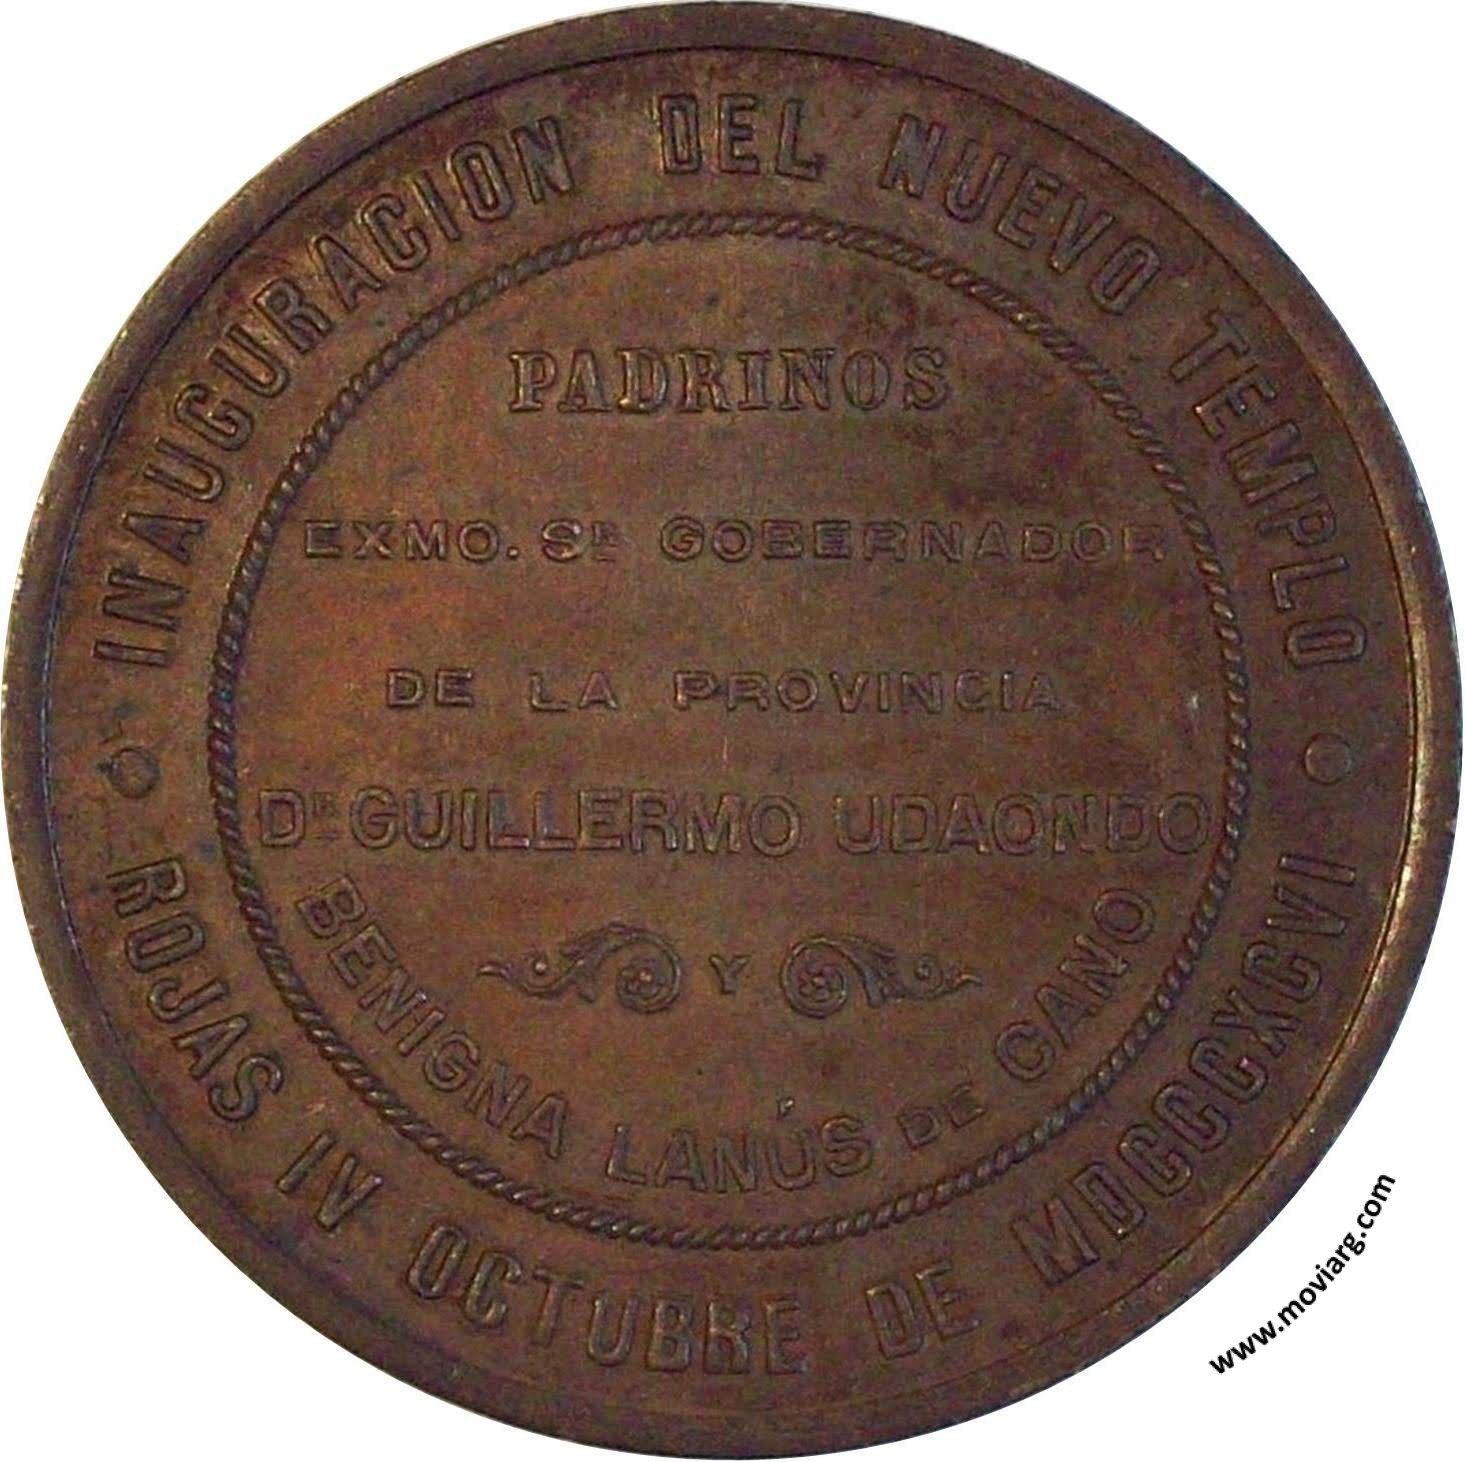 INAUGURACION DEL NUEVO TEMPLO
PADRINOS
EXMO. SR GOBERNADOR
DE LA PROVINCIA
DR GUILLERMO UDAONDO
Y
BENIGNA LANÚS DE CANO
ROJAS IV OCTUBRE DE MDCCCXCVI
www.moviarg.com